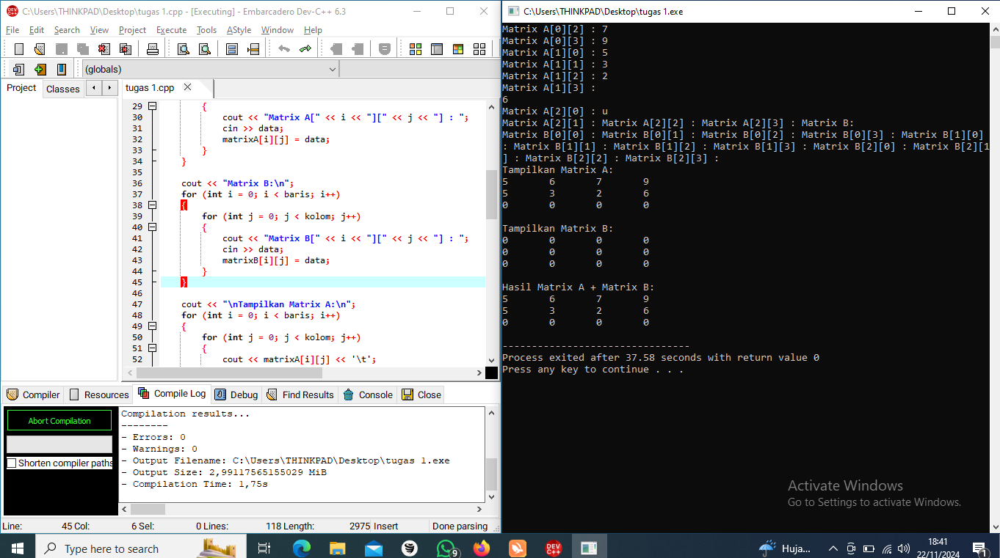 C:\Users\THINKPAD\Desktop\tugas 1.cpp - [Executing] - Embarcadero Dev-C++ 6.3
File Edit Search View Project Execute Tools AStyle Window Help
(globals)
Project Classes
tugas 1.cpp
29 {
30 cout << "Matrix A[" << i << "][" << j << "] : ";
31 cin >> data;
32 matrixA[i][j] = data;
33 }
34 }
35
36 cout << "Matrix B:\n";
37 for (int i = 0; i < baris; i++)
38 {
39 for (int j = 0; j < kolom; j++)
40 {
41 cout << "Matrix B[" << i << "][" << j << "] : ";
42 cin >> data;
43 matrixB[i][j] = data;
44 }
45 }
46
47 cout << "\nTampilkan Matrix A:\n";
48 for (int i = 0; i < baris; i++)
49 {
50 for (int j = 0; j < kolom; j++)
51 {
52 cout << matrixA[i][j] << '\t';
Compiler Resources Compile Log Debug Find Results Console Close
Abort Compilation
Shorten compiler paths
Compilation results...
--------
- Errors: 0
- Warnings: 0
- Output Filename: C:\Users\THINKPAD\Desktop\tugas 1.exe
- Output Size: 2,99117565155029 MiB
- Compilation Time: 1,75s
Line: 45 Col: 6 Sel: 0 Lines: 118 Length: 2975 Insert Done parsing
C:\Users\THINKPAD\Desktop\tugas 1.exe
Matrix A[0][2] : 7
Matrix A[0][3] : 9
Matrix A[1][0] : 5
Matrix A[1][1] : 3
Matrix A[1][2] : 2
Matrix A[1][3] :
6
Matrix A[2][0] : u
Matrix A[2][1] : Matrix A[2][2] : Matrix A[2][3] : Matrix B:
Matrix B[0][0] : Matrix B[0][1] : Matrix B[0][2] : Matrix B[0][3] : Matrix B[1][0]
: Matrix B[1][1] : Matrix B[1][2] : Matrix B[1][3] : Matrix B[2][0] : Matrix B[2][1
] : Matrix B[2][2] : Matrix B[2][3] :
Tampilkan Matrix A:
5 6 7 9
5 3 2 6
0 0 0 0
Tampilkan Matrix B:
0 0 0 0
0 0 0 0
0 0 0 0
Hasil Matrix A + Matrix B:
5 6 7 9
5 3 2 6
0 0 0 0
--------------------------------
Process exited after 37.58 seconds with return value 0
Press any key to continue . . .
Activate Windows
Go to Settings to activate Windows.
Type here to search
9
DEV C++
Huja...
18:41
22/11/2024
1